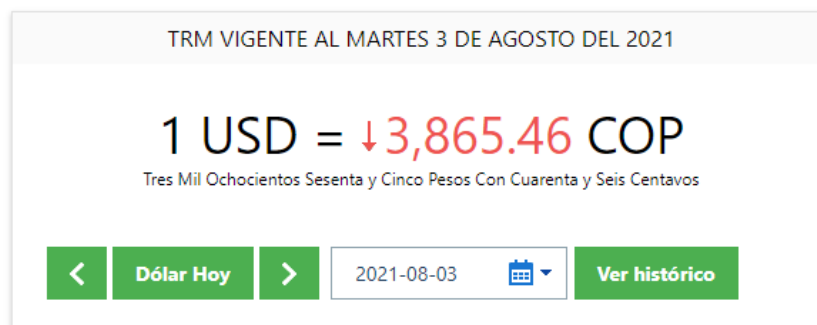 TRM VIGENTE AL MARTES 3 DE AGOSTO DEL 2021
1 USD = ↓3,865.46 COP
Tres Mil Ochocientos Sesenta y Cinco Pesos Con Cuarenta y Seis Centavos
Dólar Hoy 2021-08-03 Ver histórico